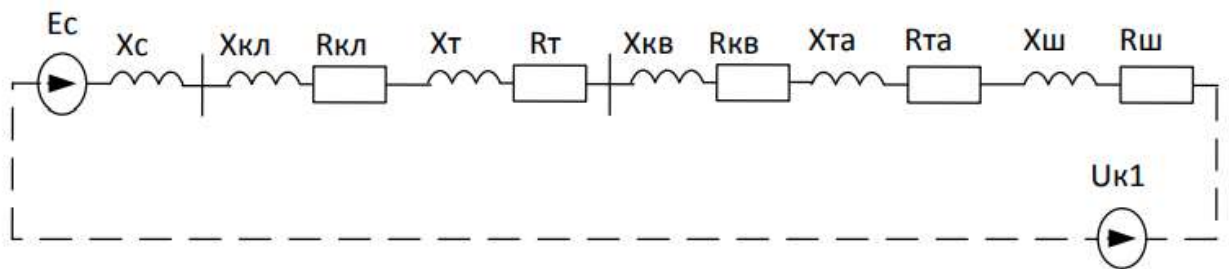 Ec
Xc Xкл Rкл Xт Rт Xкв Rкв Xта Rта Xш Rш
Uк1